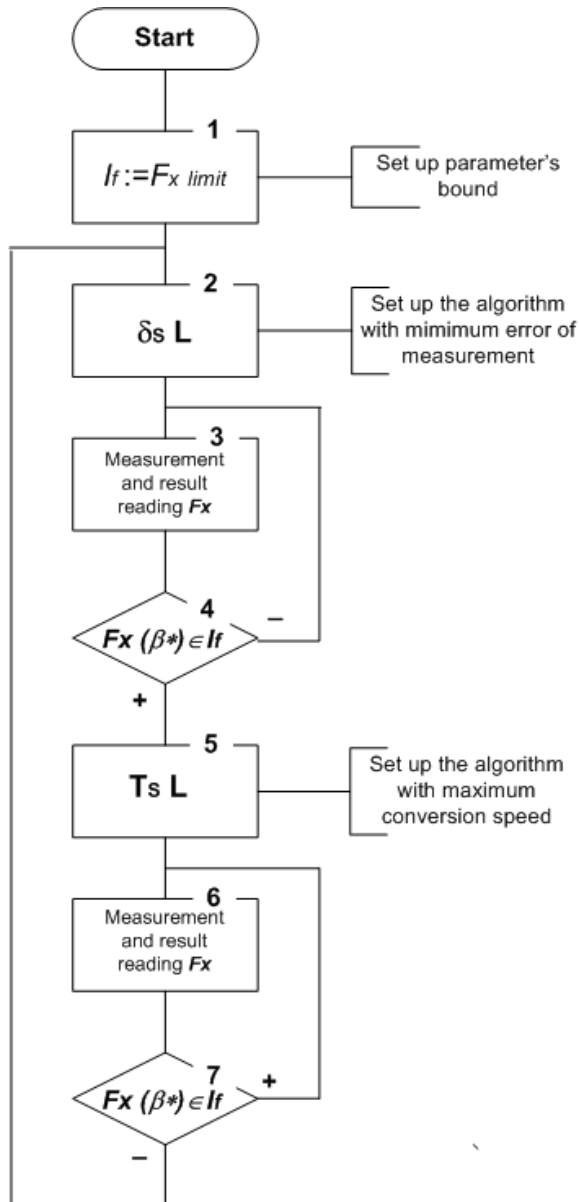 Start
1
If :=Fx limit
Set up parameter's
bound
2
δs L
Set up the algorithm
with mimimum error of
measurement
3
Measurement
and result
reading Fx
4
Fx (β*) ∈ If
–
+
5
Ts L
Set up the algorithm
with maximum
conversion speed
6
Measurement
and result
reading Fx
7
Fx (β*) ∈ If
+
–